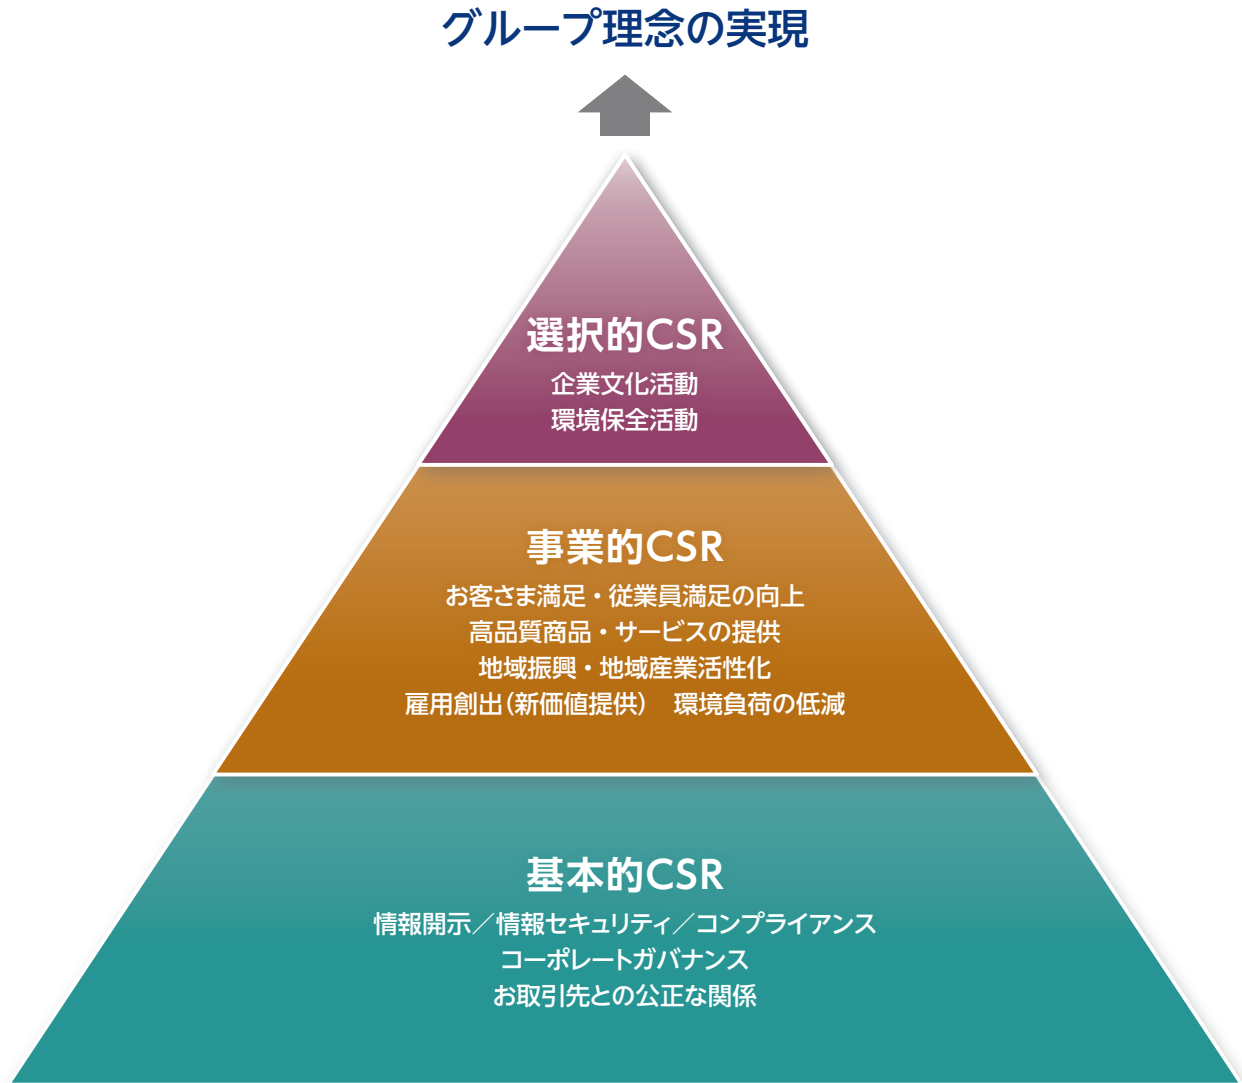 グループ理念の実現
選択的CSR
企業文化活動
環境保全活動
事業的CSR
お客さま満足・従業員満足の向上
高品質商品・サービスの提供
地域振興・地域産業活性化
雇用創出(新価値提供)　環境負荷の低減
基本的CSR
情報開示／情報セキュリティ／コンプライアンス
コーポレートガバナンス
お取引先との公正な関係